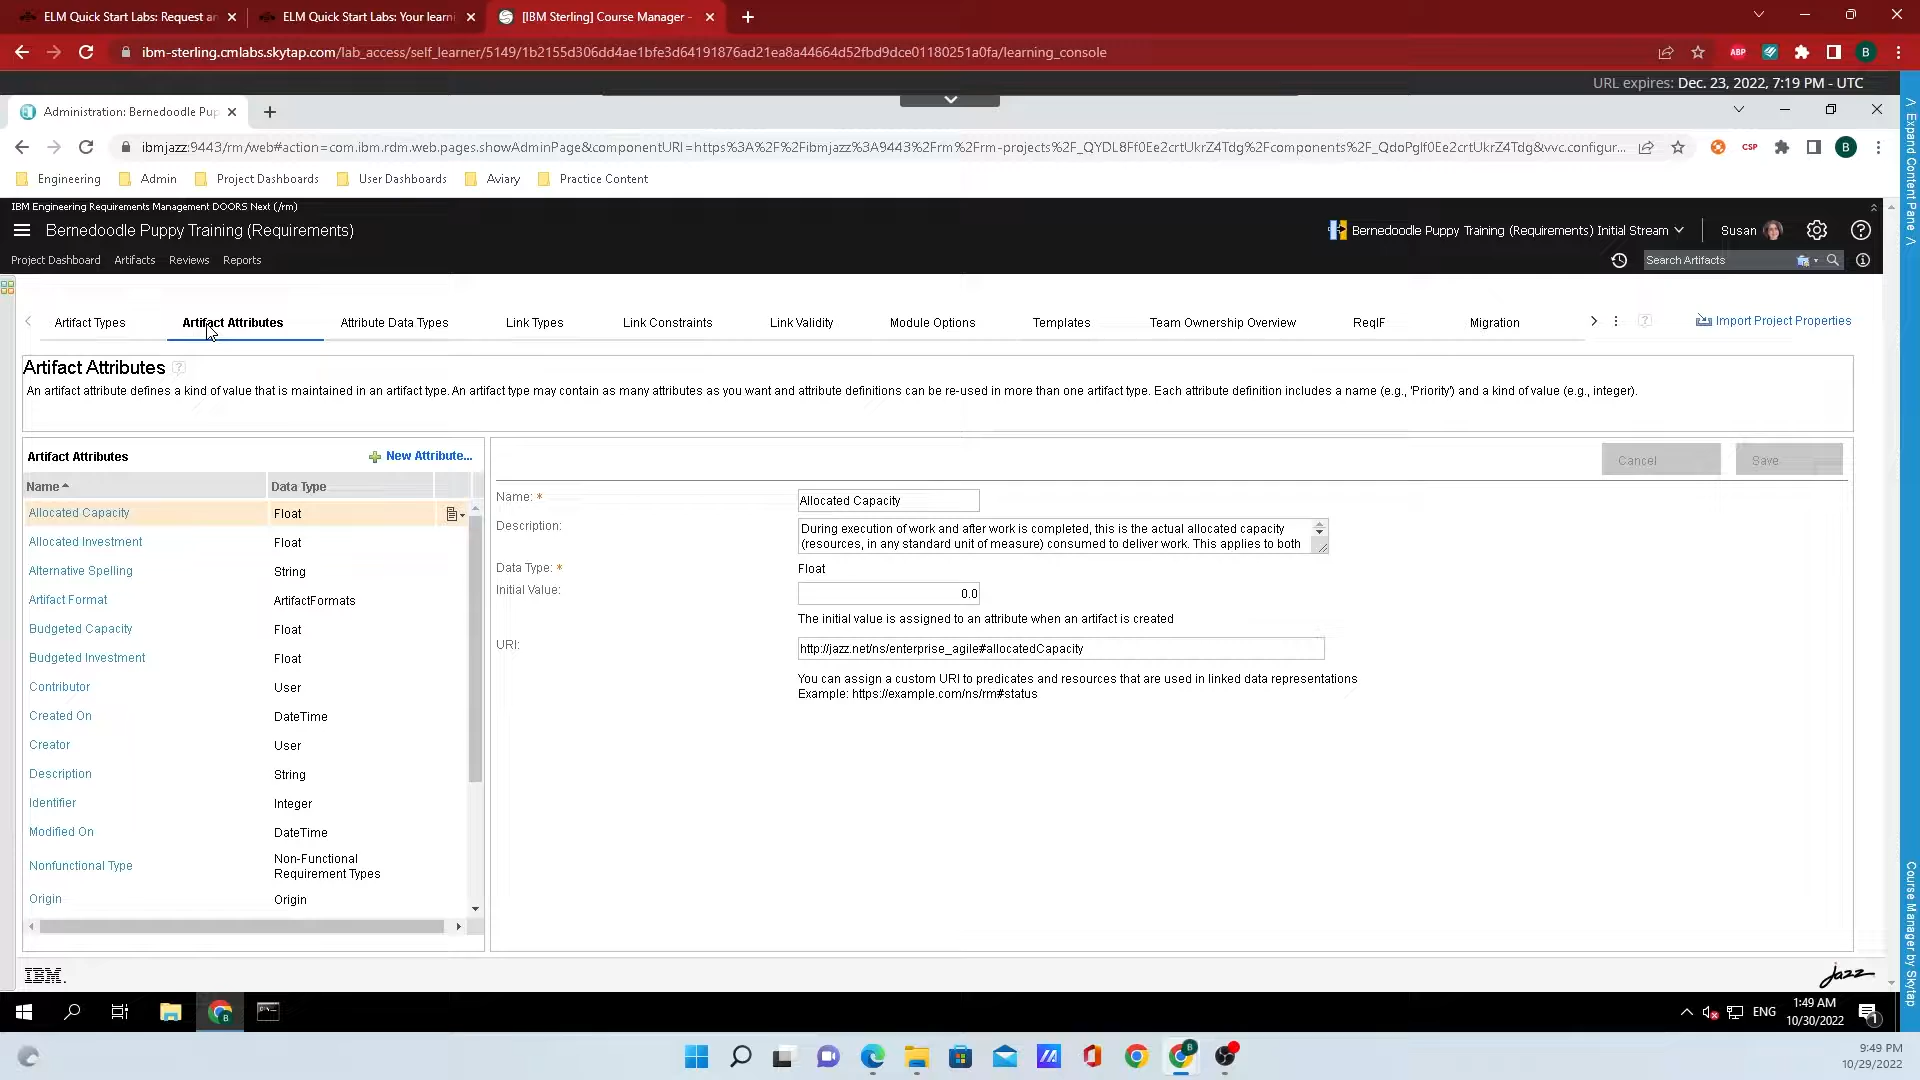 ELM Quick Start Labs: Request an
ELM Quick Start Labs: Your learni
[IBM Sterling] Course Manager -
ibm-sterling.cmlabs.skytap.com/lab_access/self_learner/5149/1b2155d306dd4ae1bfe3d64191876ad21ea8a44664d52fbd9dce01180251a0fa/learning_console
ABP
B
URL expires: Dec. 23, 2022, 7:19 PM - UTC
Administration: Bernedoodle Pup
ibmjazz:9443/rm/web#action=com.ibm.rdm.web.pages.showAdminPage&componentURI=https%3A%2F%2Fibmjazz%3A9443%2Frm%2Frm-projects%2F_QYDL8Ff0Ee2crtUkrZ4Tdg%2Fcomponents%2F_QdoPgIf0Ee2crtUkrZ4Tdg&vvc.configur...
CSP
B
Engineering
Admin
Project Dashboards
User Dashboards
Aviary
Practice Content
IBM Engineering Requirements Management DOORS Next (/rm)
Bernedoodle Puppy Training (Requirements)
Bernedoodle Puppy Training (Requirements) Initial Stream
Susan
Project Dashboard
Artifacts
Reviews
Reports
Search Artifacts
Artifact Types
Artifact Attributes
Attribute Data Types
Link Types
Link Constraints
Link Validity
Module Options
Templates
Team Ownership Overview
ReqIF
Migration
Import Project Properties
Artifact Attributes
An artifact attribute defines a kind of value that is maintained in an artifact type. An artifact type may contain as many attributes as you want and attribute definitions can be re-used in more than one artifact type. Each attribute definition includes a name (e.g., 'Priority') and a kind of value (e.g., integer).
Artifact Attributes
New Attribute...
Name
Data Type
Allocated Capacity
Float
Allocated Investment
Float
Alternative Spelling
String
Artifact Format
ArtifactFormats
Budgeted Capacity
Float
Budgeted Investment
Float
Contributor
User
Created On
DateTime
Creator
User
Description
String
Identifier
Integer
Modified On
DateTime
Nonfunctional Type
Non-Functional
Requirement Types
Origin
Origin
Cancel
Save
Name: *
Allocated Capacity
Description:
During execution of work and after work is completed, this is the actual allocated capacity
(resources, in any standard unit of measure) consumed to deliver work. This applies to both
Data Type: *
Float
Initial Value:
0.0
The initial value is assigned to an attribute when an artifact is created
URI:
http://jazz.net/ns/enterprise_agile#allocatedCapacity
You can assign a custom URI to predicates and resources that are used in linked data representations
Example: https://example.com/ns/rm#status
< Expand Content Pane <
Course Manager by Skytap
IBM.
jazz
ENG
1:49 AM
10/30/2022
1
9:49 PM
10/29/2022